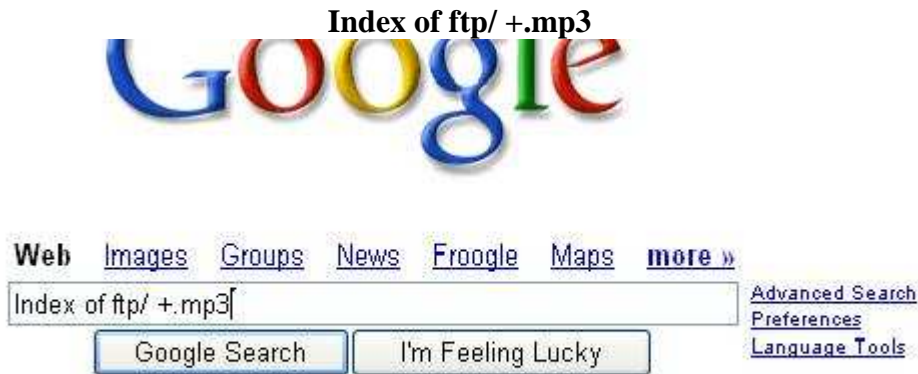 Index of ftp/ +.mp3
Google
Web Images Groups News Froogle Maps more »
Index of ftp/ +.mp3
Advanced Search
Preferences
Language Tools
Google Search I'm Feeling Lucky